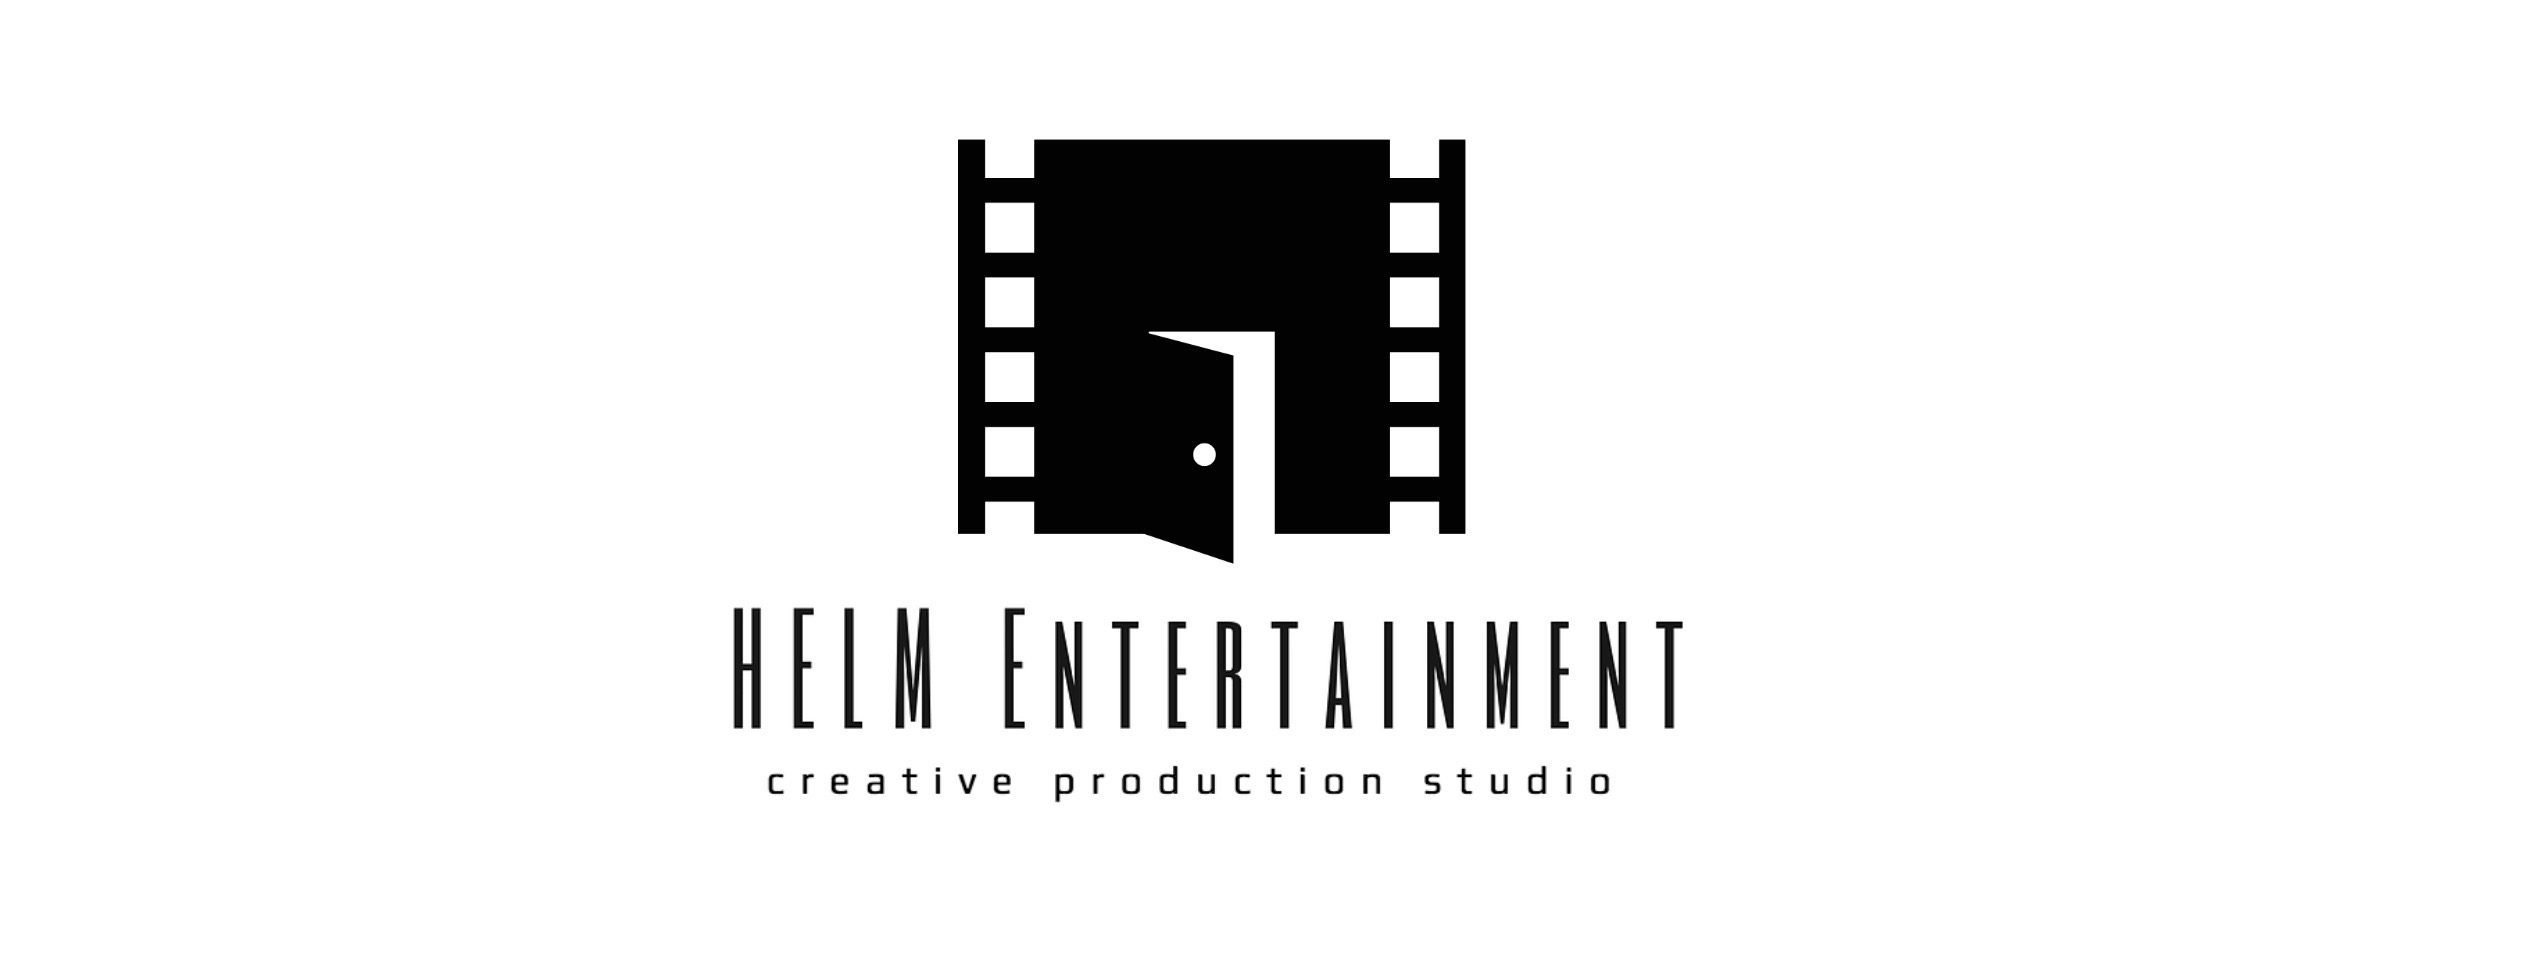 HELM ENTERTAINMENT
creative production studio